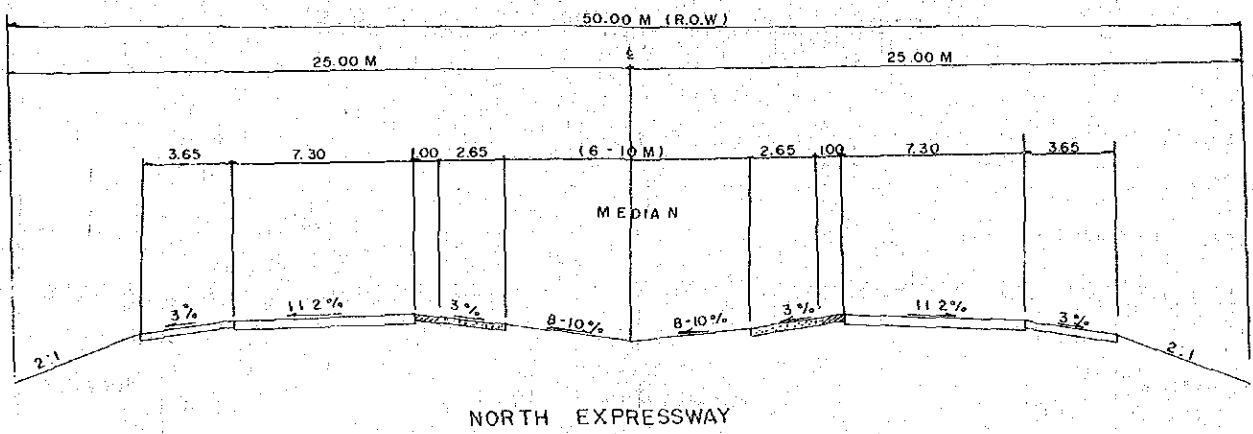 50.00 M (R.O.W)
25.00 M ℄ 25.00 M
3.65 7.30 1.00 2.65 (6 - 10 M) 2.65 1.00 7.30 3.65
MEDIAN
3% 1 1.2% 3% 8-10% 8-10% 3% 1 1.2% 3%
2:1 2:1
NORTH EXPRESSWAY